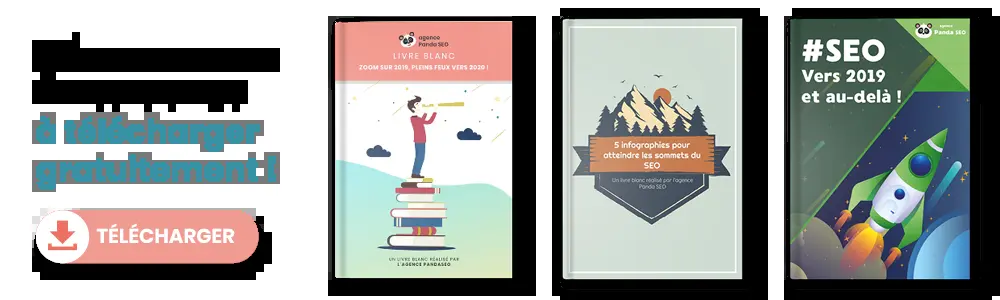 à télécharger
gratuitement !
TÉLÉCHARGER
agence
Panda SEO
LIVRE BLANC
ZOOM SUR 2019, PLEINS FEUX VERS 2020 !
UN LIVRE BLANC RÉALISÉ PAR
L'AGENCE PANDASEO
5 infographies pour
atteindre les sommets du
SEO
Un livre blanc réalisé par l'agence
Panda SEO
agence
Panda SEO
#SEO
Vers 2019
et au-delà !